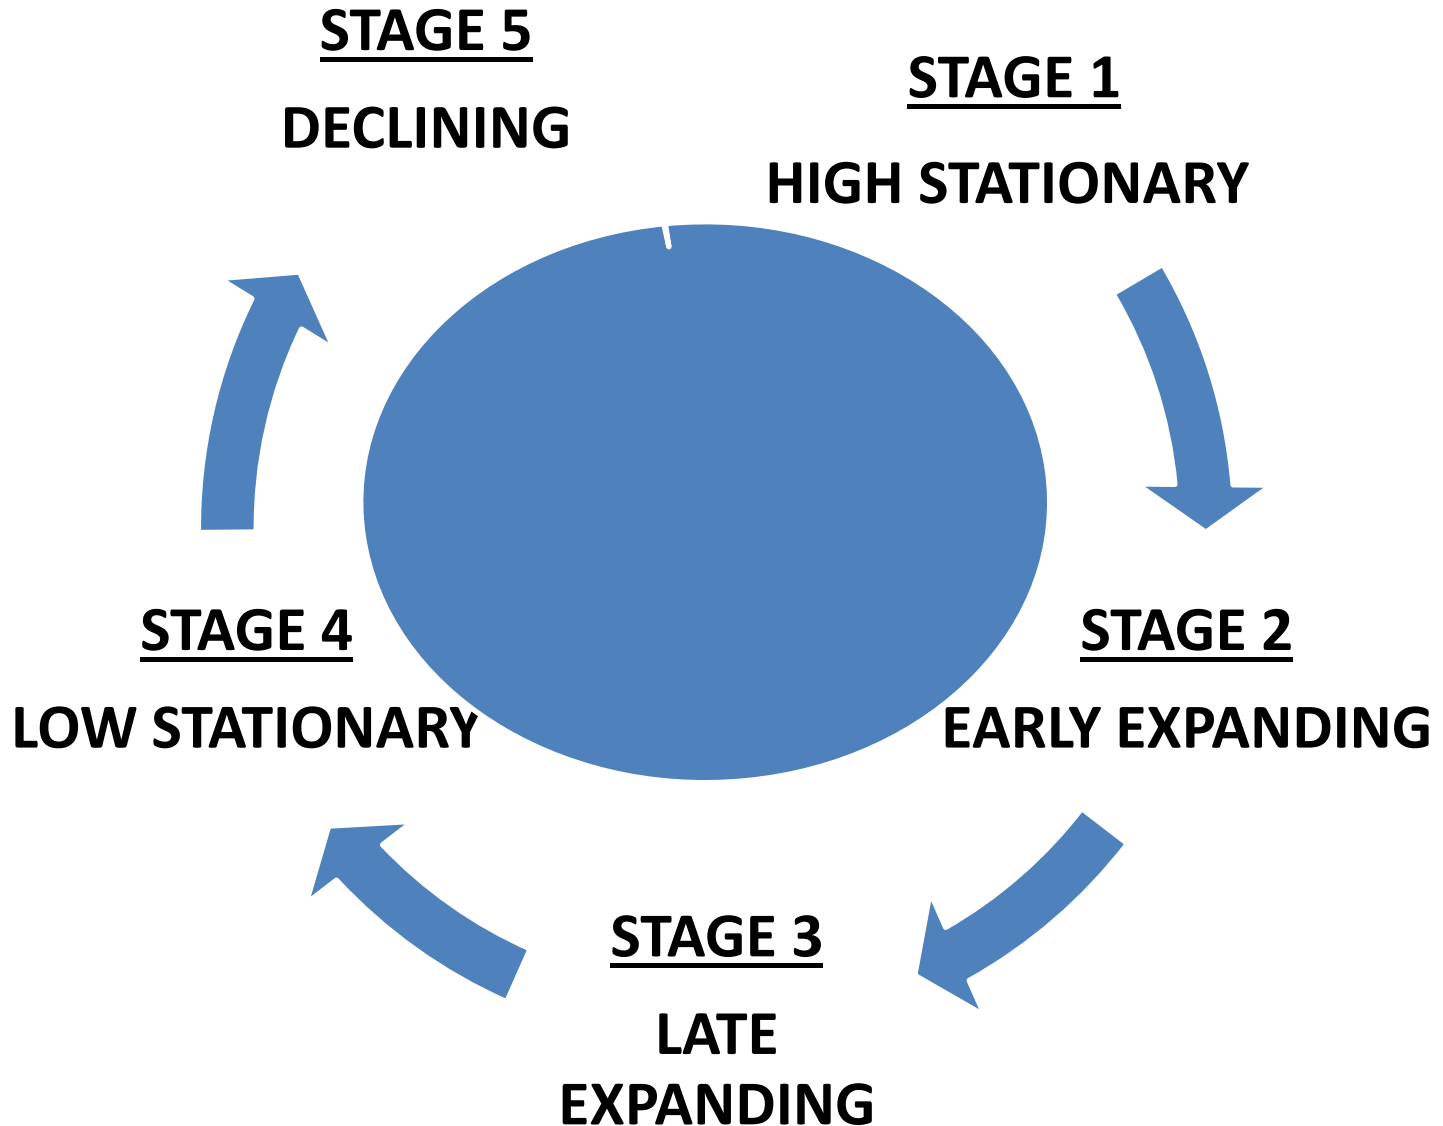 STAGE 1
HIGH STATIONARY
STAGE 2
EARLY EXPANDING
STAGE 3
LATE
EXPANDING
STAGE 4
LOW STATIONARY
STAGE 5
DECLINING